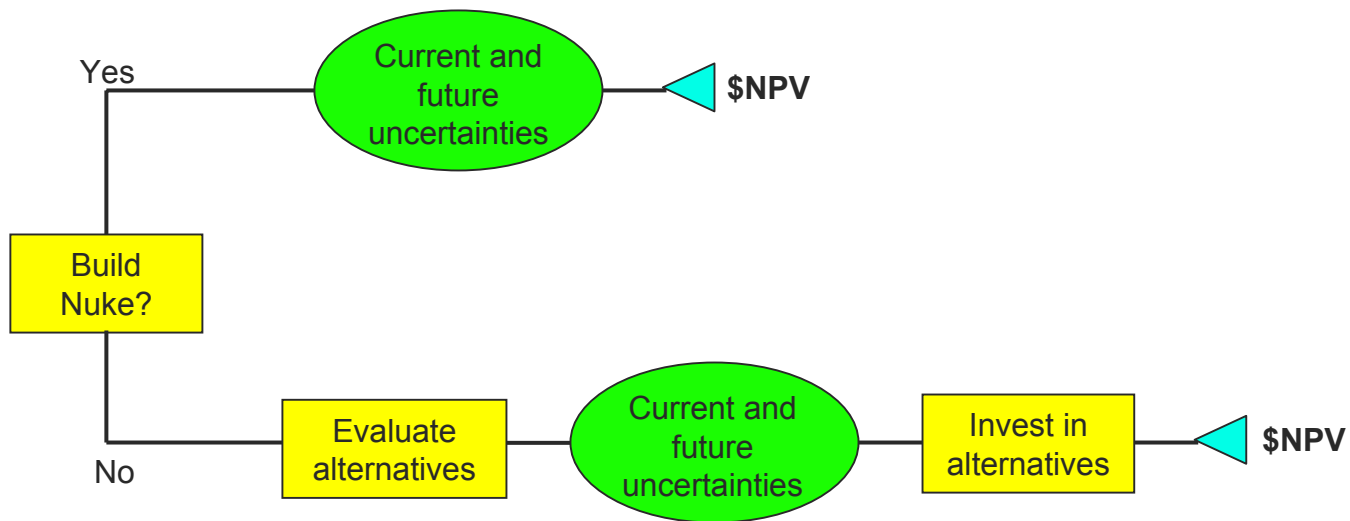 Yes
Current and
future
uncertainties
$NPV
Build
Nuke?
No
Evaluate
alternatives
Current and
future
uncertainties
Invest in
alternatives
$NPV